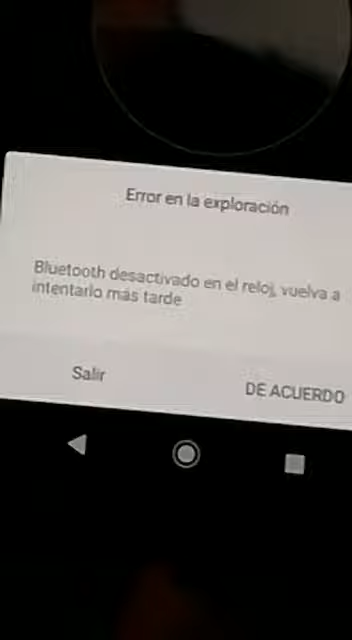 Error en la exploración
Bluetooth desactivado en el reloj, vuelva a
intentarlo más tarde
Salir
DE ACUERDO